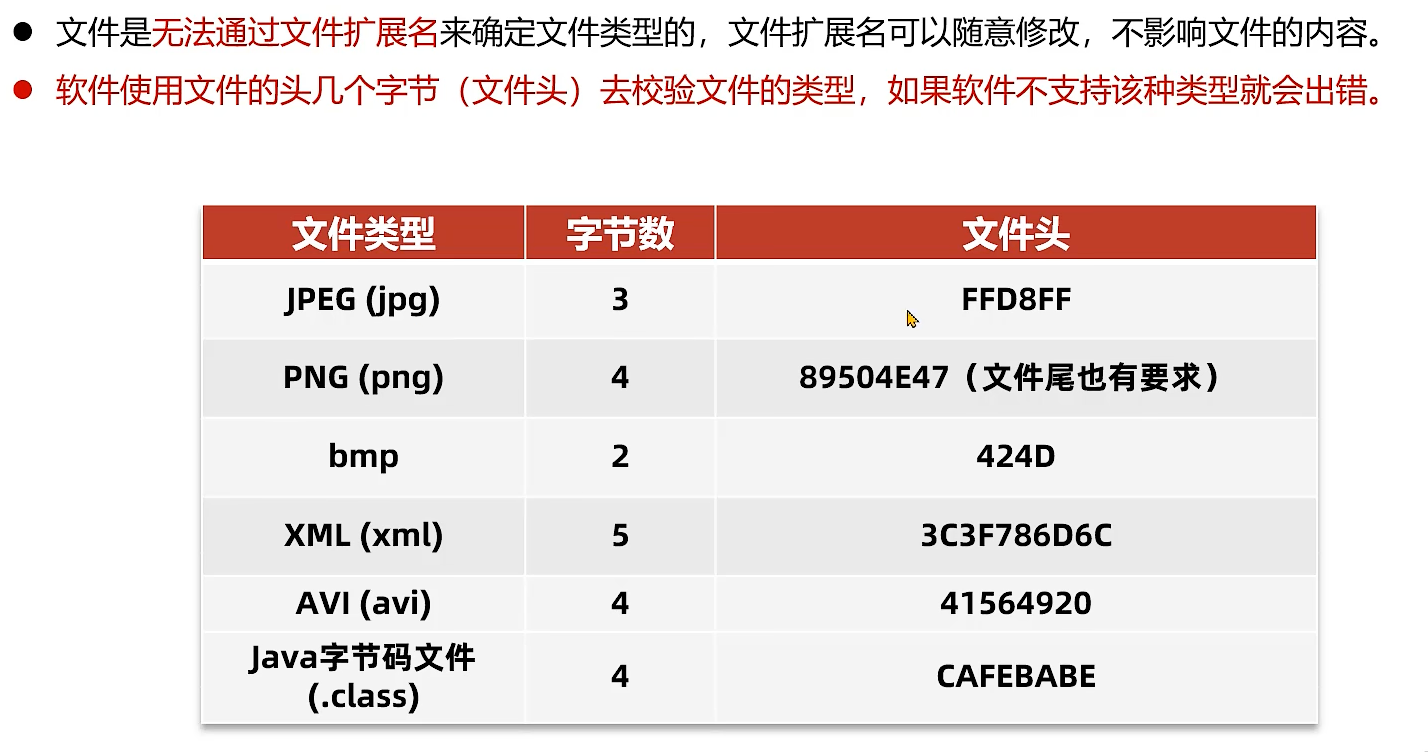 文件是无法通过文件扩展名来确定文件类型的，文件扩展名可以随意修改，不影响文件的内容。
软件使用文件的头几个字节（文件头）去校验文件的类型，如果软件不支持该种类型就会出错。
文件类型 字节数 文件头
JPEG (jpg) 3 FFD8FF
PNG (png) 4 89504E47（文件尾也有要求）
bmp 2 424D
XML (xml) 5 3C3F786D6C
AVI (avi) 4 41564920
Java字节码文件
(.class) 4 CAFEBABE